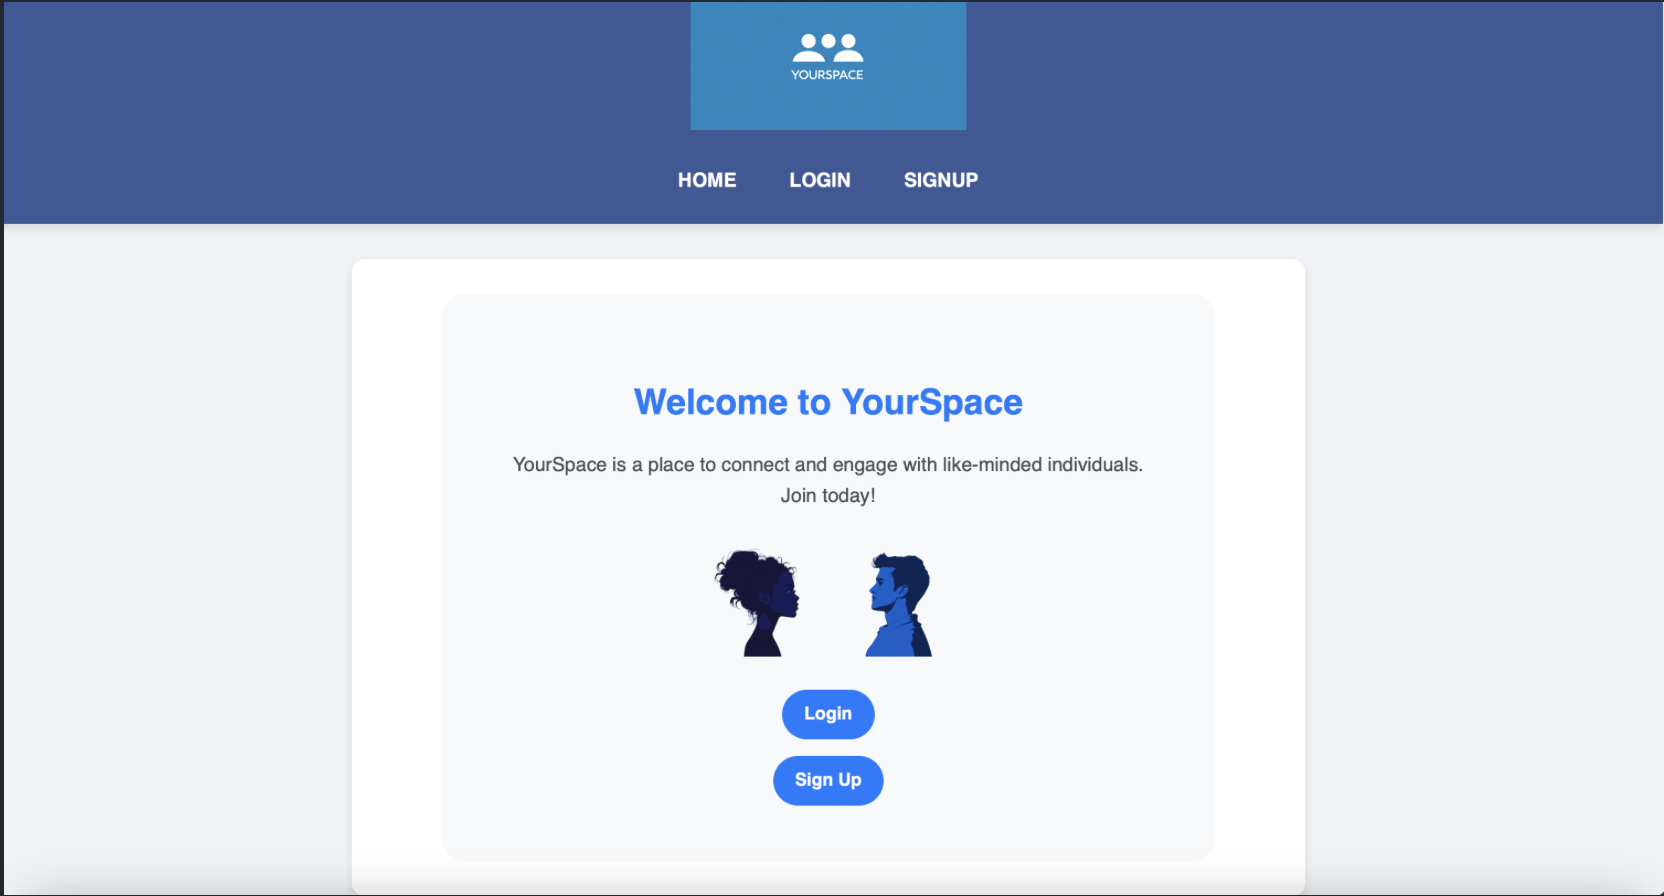 YOURSPACE
HOME LOGIN SIGNUP
Welcome to YourSpace
YourSpace is a place to connect and engage with like-minded individuals.
Join today!
Login
Sign Up